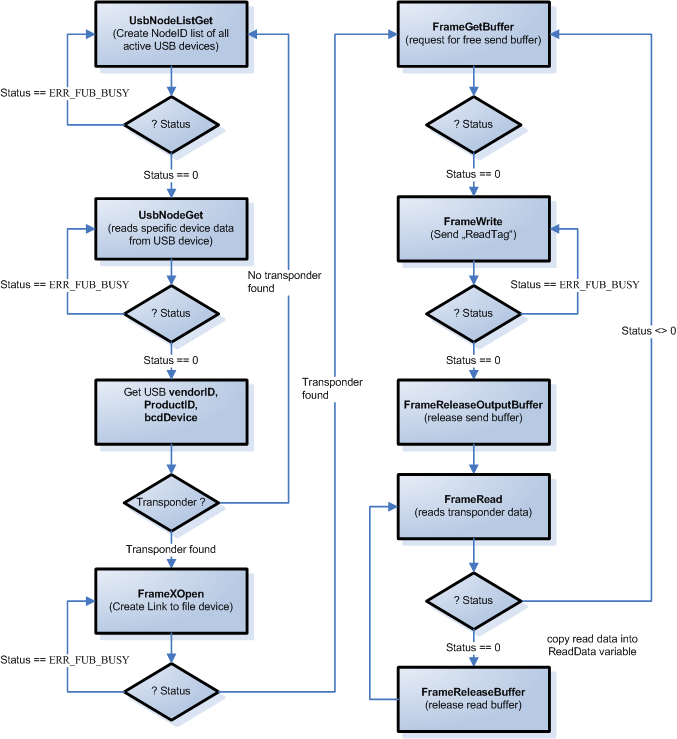 UsbNodeListGet
(Create NodeID list of all
active USB devices)
Status == ERR_FUB_BUSY
? Status
Status == 0
UsbNodeGet
(reads specific device data
from USB device)
Status == ERR_FUB_BUSY
? Status
Status == 0
No transponder
found
Get USB vendorID,
ProductID,
bcdDevice
Transponder ?
Transponder found
FrameXOpen
(Create Link to file device)
Status == ERR_FUB_BUSY
? Status
Transponder
found
FrameGetBuffer
(request for free send buffer)
? Status
Status == 0
FrameWrite
(Send „ReadTag“)
Status == ERR_FUB_BUSY
? Status
Status == 0
Status <> 0
FrameReleaseOutputBuffer
(release send buffer)
FrameRead
(reads transponder data)
? Status
Status == 0
copy read data into
ReadData variable
FrameReleaseBuffer
(release read buffer)